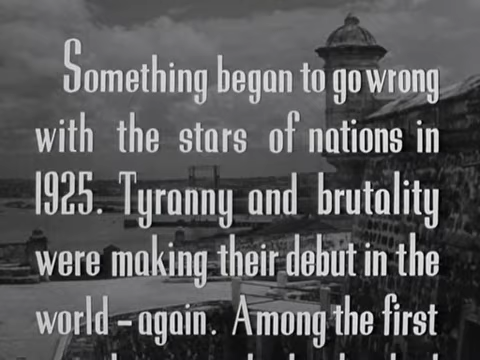 Something began to go wrong
with the stars of nations in
1925. Tyranny and brutality
were making their debut in the
world – again. Among the first